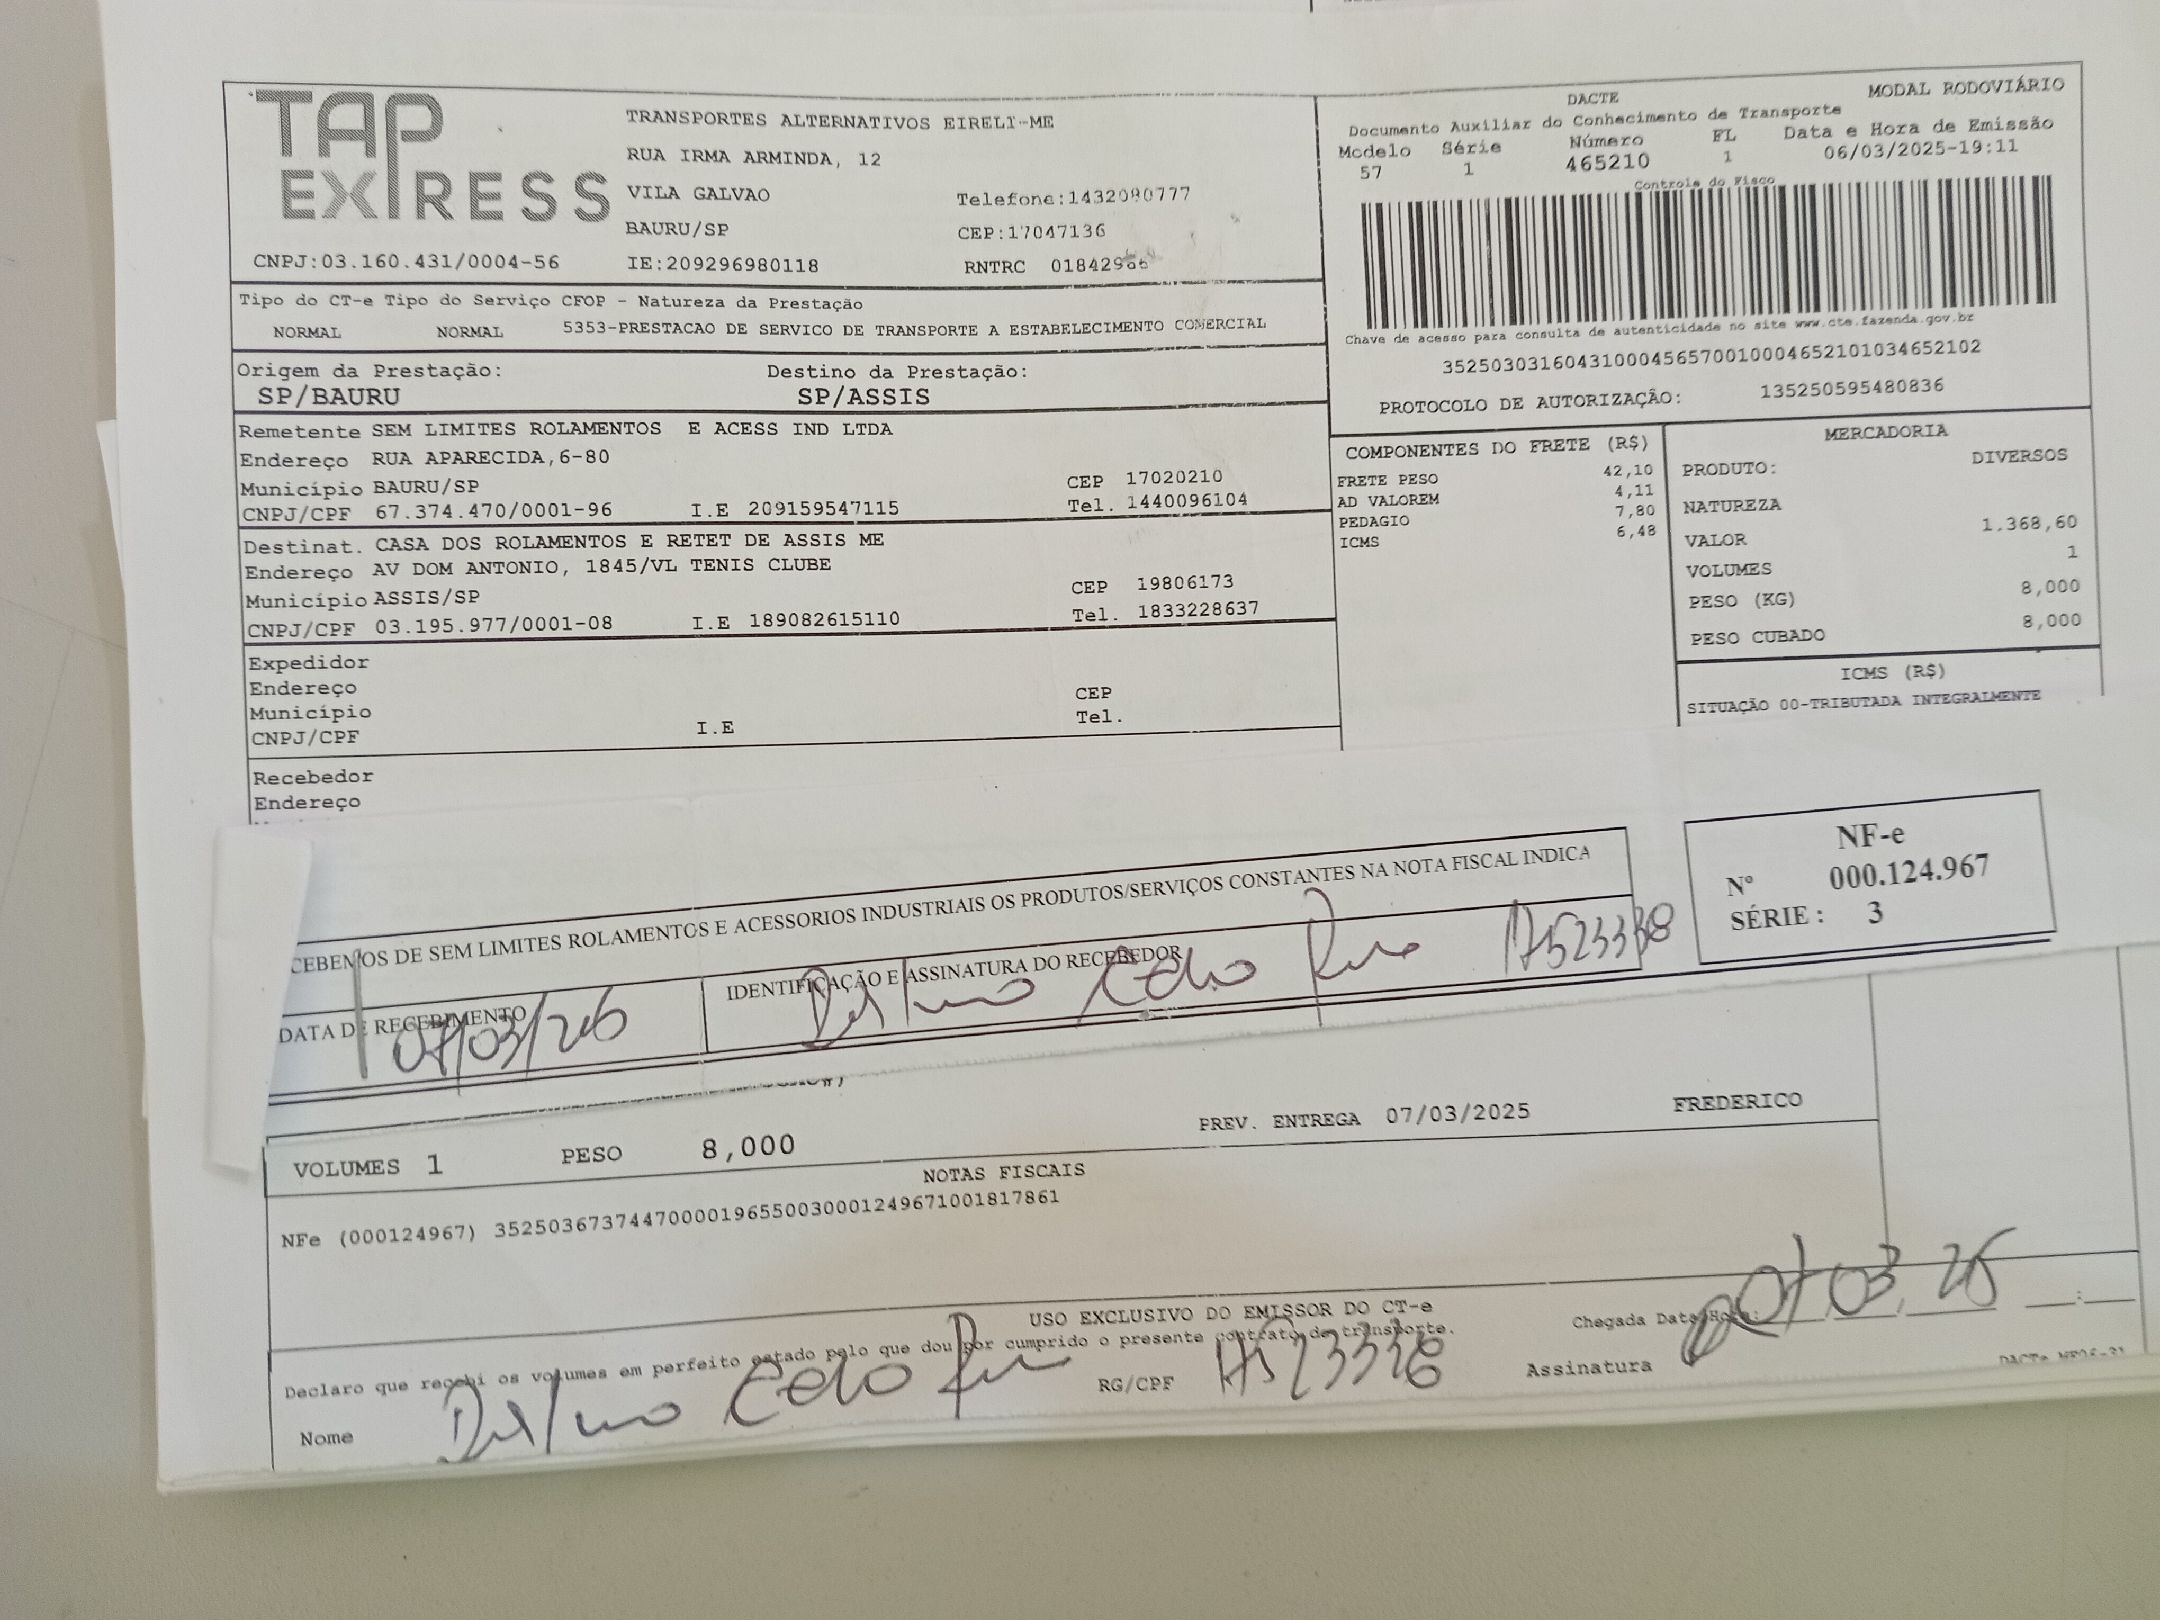 TAP EXPRESS
TRANSPORTES ALTERNATIVOS EIRELI-ME
RUA IRMA ARMINDA, 12
VILA GALVAO Telefone:1432080777
BAURU/SP CEP:17047136
CNPJ:03.160.431/0004-56 IE:209296980118 RNTRC
Tipo do CT-e Tipo do Serviço CFOP - Natureza da Prestação
NORMAL NORMAL 5353-PRESTACAO DE SERVICO DE TRANSPORTE A ESTABELECIMENTO COMERCIAL
Origem da Prestação: Destino da Prestação:
SP/BAURU SP/ASSIS
Remetente SEM LIMITES ROLAMENTOS E ACESS IND LTDA
Endereço RUA APARECIDA,6-80
Município BAURU/SP CEP 17020210
CNPJ/CPF 67.374.470/0001-96 I.E 209159547115 Tel. 1440096104
Destinat. CASA DOS ROLAMENTOS E RETET DE ASSIS ME
Endereço AV DOM ANTONIO, 1845/VL TENIS CLUBE
Município ASSIS/SP CEP 19806173
CNPJ/CPF 03.195.977/0001-08 I.E 189082615110 Tel. 1833228637
Expedidor
Endereço
Município CEP
CNPJ/CPF I.E Tel.
Recebedor
Endereço
DACTE MODAL RODOVIÁRIO
Documento Auxiliar do Conhecimento de Transporte
Modelo Série Número FL Data e Hora de Emissão
57 1 465210 1 06/03/2025-19:11
Controle do Fisco
Chave de acesso para consulta de autenticidade no site www.cte.fazenda.gov.br
35250303160431000456570010004652101034652102
PROTOCOLO DE AUTORIZAÇÃO: 135250595480836
COMPONENTES DO FRETE (R$)
FRETE PESO 42,10
AD VALOREM 4,11
PEDAGIO 7,80
ICMS 6,48
MERCADORIA
PRODUTO: DIVERSOS
NATUREZA
VALOR 1.368,60
VOLUMES 1
PESO (KG) 8,000
PESO CUBADO 8,000
ICMS (R$)
SITUAÇÃO 00-TRIBUTADA INTEGRALMENTE
CEBEMOS DE SEM LIMITES ROLAMENTOS E ACESSORIOS INDUSTRIAIS OS PRODUTOS/SERVIÇOS CONSTANTES NA NOTA FISCAL INDICA
DATA DE RECEBIMENTO IDENTIFICAÇÃO E ASSINATURA DO RECEBEDOR
NF-e
Nº 000.124.967
SÉRIE : 3
VOLUMES 1 PESO 8,000 PREV. ENTREGA 07/03/2025 FREDERICO
NOTAS FISCAIS
NFe (000124967) 35250367374470000196550030001249671001817861
USO EXCLUSIVO DO EMISSOR DO CT-e
Declaro que recebi os volumes em perfeito estado pelo que dou por cumprido o presente contrato de transporte.
Chegada Data/Hora: 07 03 25
Nome RG/CPF Assinatura